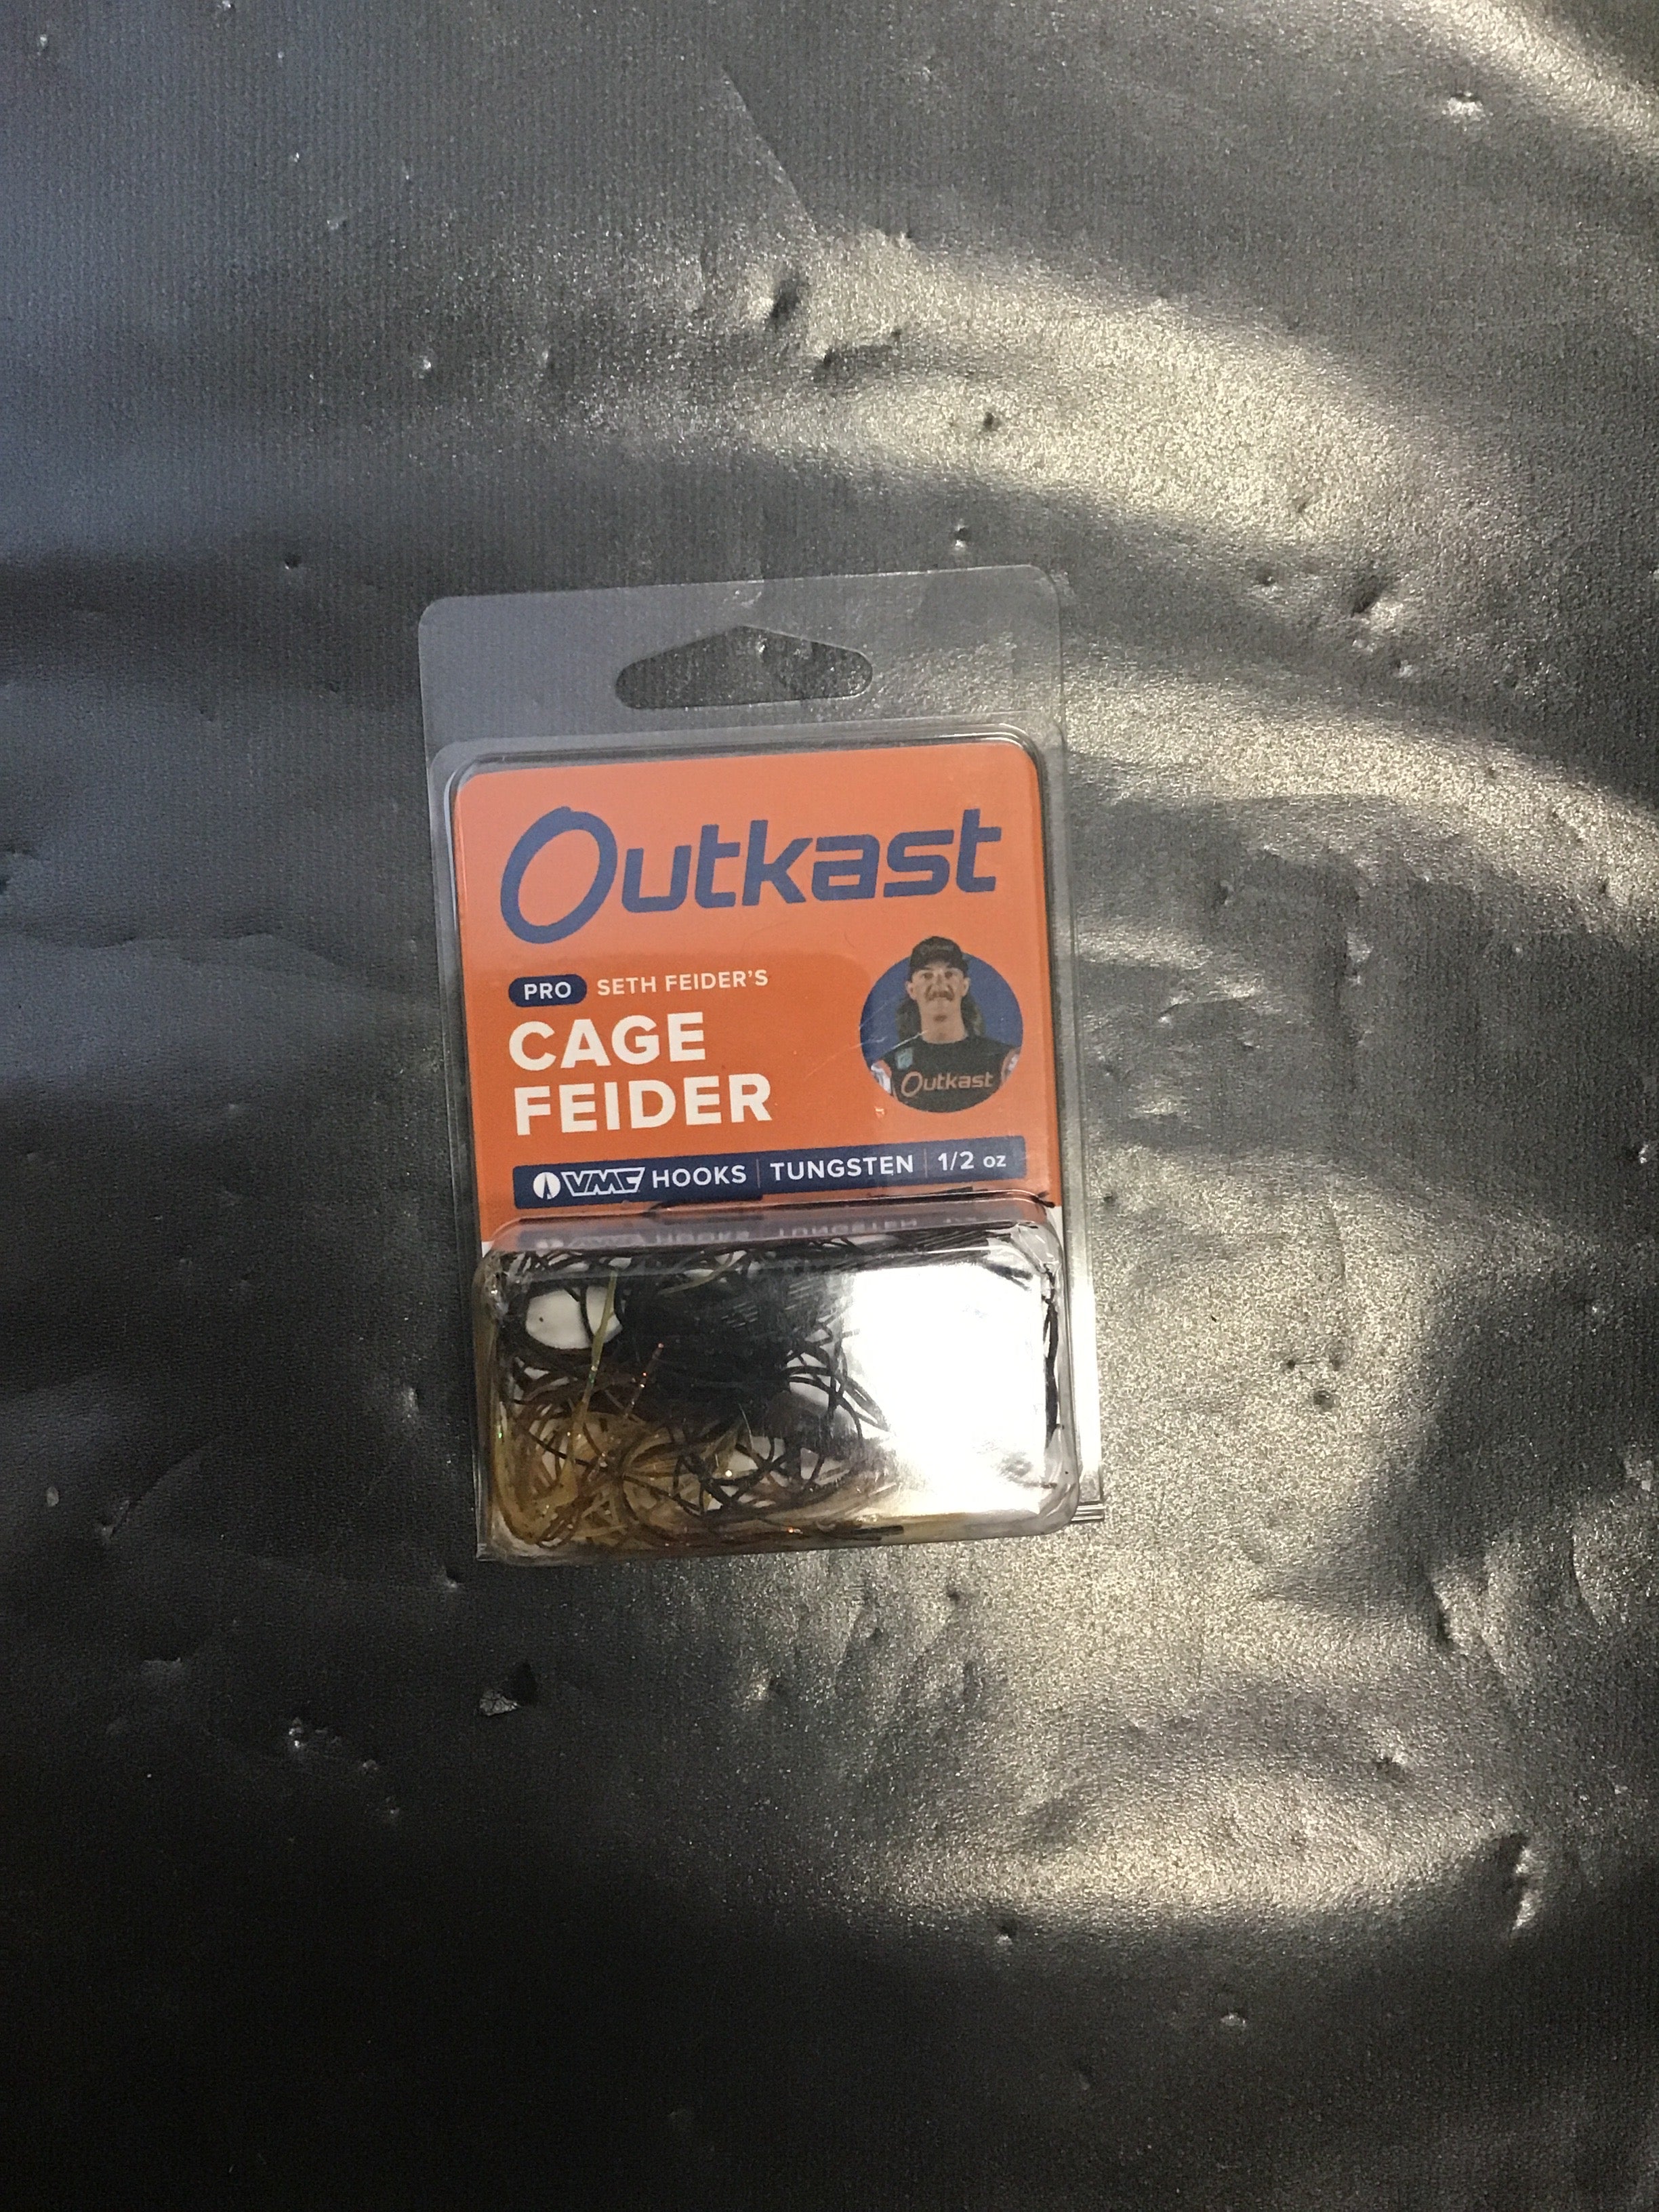 Outkast
PRO SETH FEIDER'S
CAGE
FEIDER
Outkast
VMC HOOKS TUNGSTEN 1/2 oz